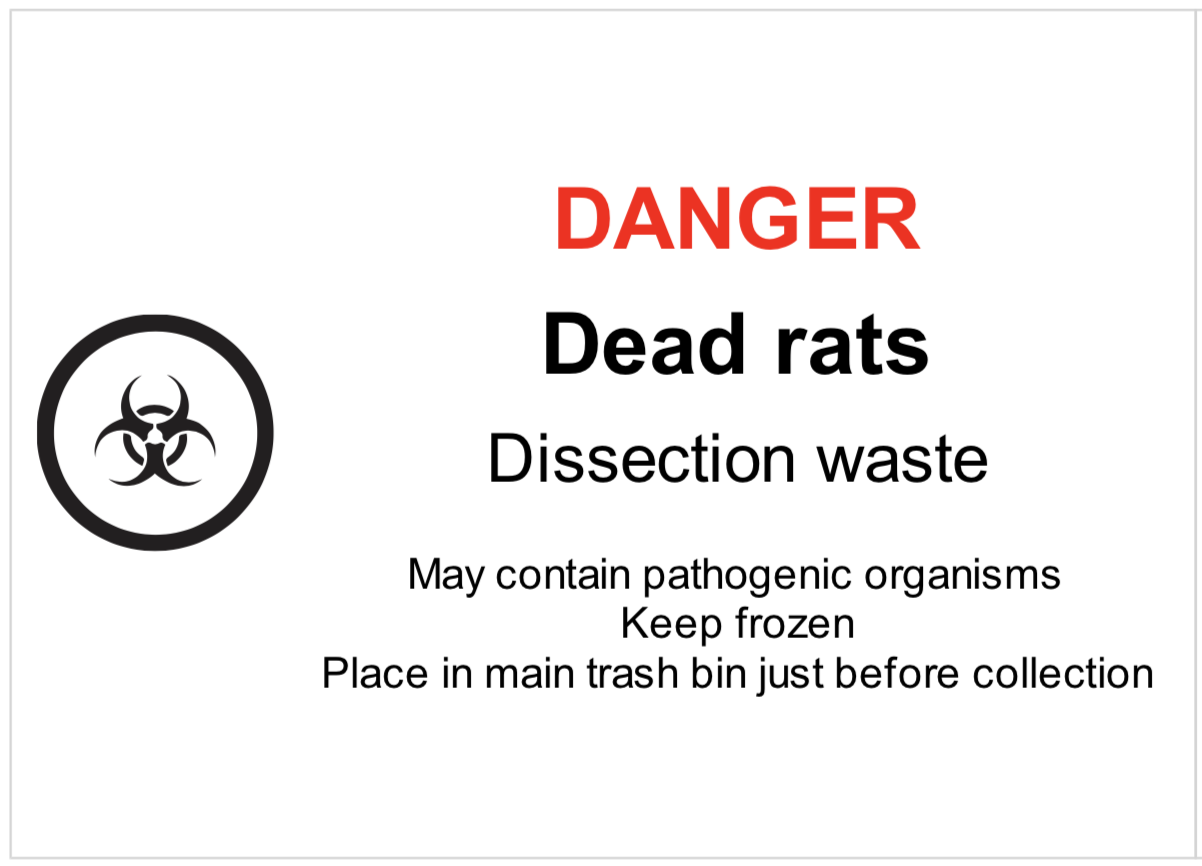 DANGER
Dead rats
Dissection waste
May contain pathogenic organisms
Keep frozen
Place in main trash bin just before collection